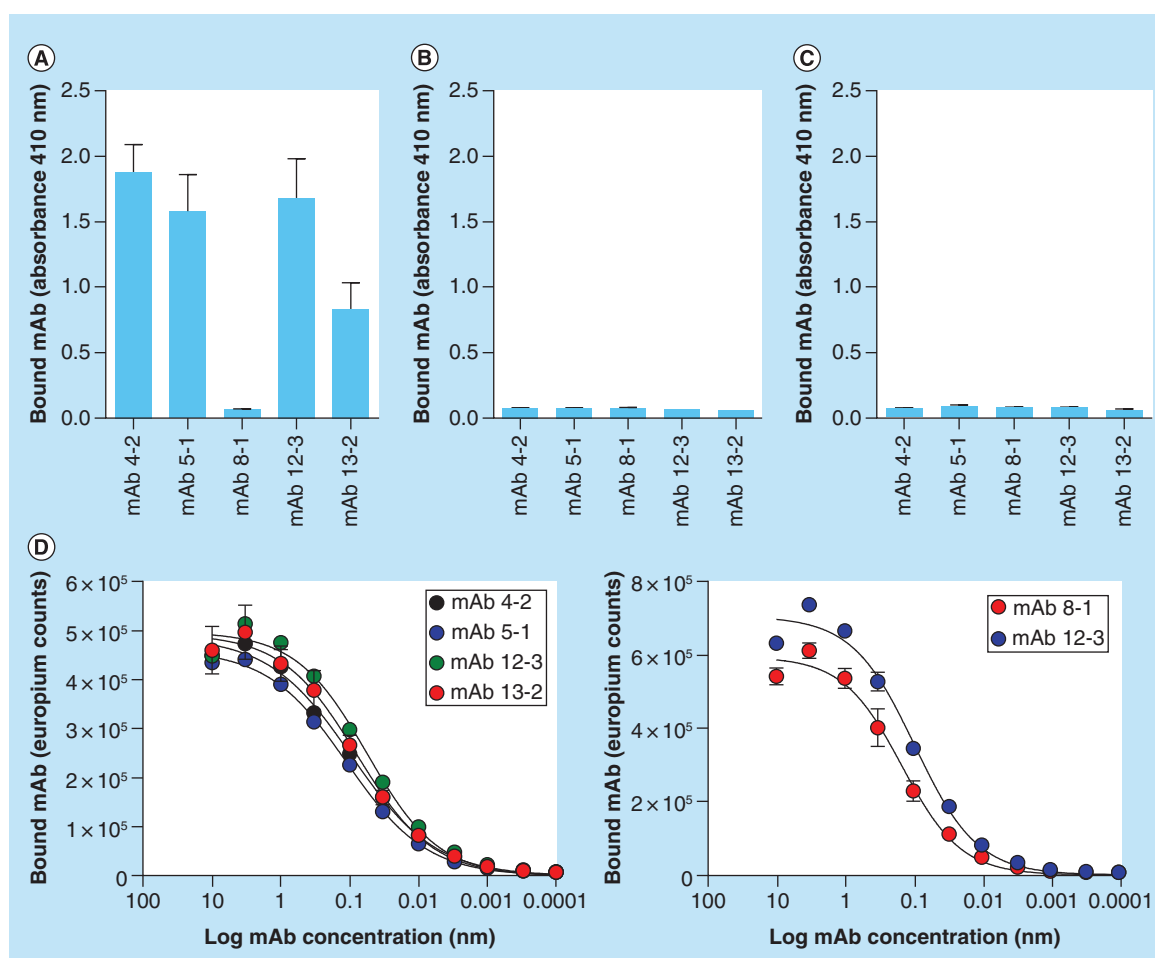 A
B
C
Bound mAb (absorbance 410 nm)
2.5
2.0
1.5
1.0
0.5
0.0
mAb 4-2
mAb 5-1
mAb 8-1
mAb 12-3
mAb 13-2
Bound mAb (absorbance 410 nm)
2.5
2.0
1.5
1.0
0.5
0.0
mAb 4-2
mAb 5-1
mAb 8-1
mAb 12-3
mAb 13-2
Bound mAb (absorbance 410 nm)
2.5
2.0
1.5
1.0
0.5
0.0
mAb 4-2
mAb 5-1
mAb 8-1
mAb 12-3
mAb 13-2
D
Bound mAb (europium counts)
6 × 10⁵
5 × 10⁵
4 × 10⁵
3 × 10⁵
2 × 10⁵
1 × 10⁵
0
mAb 4-2
mAb 5-1
mAb 12-3
mAb 13-2
100 10 1 0.1 0.01 0.001 0.0001
Log mAb concentration (nm)
Bound mAb (europium counts)
8 × 10⁵
6 × 10⁵
4 × 10⁵
2 × 10⁵
0
mAb 8-1
mAb 12-3
100 10 1 0.1 0.01 0.001 0.0001
Log mAb concentration (nm)